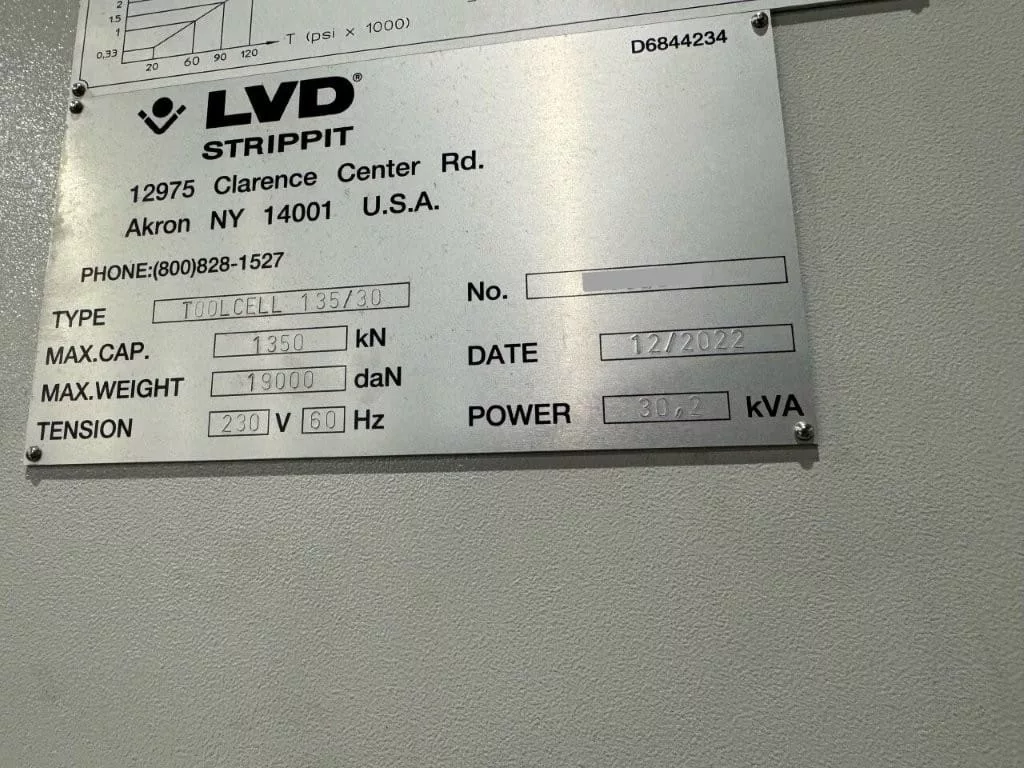 2
1.5
1
0,33
20 60 90 120
T (psi x 1000)
D6844234
LVD®
STRIPPIT
12975 Clarence Center Rd.
Akron NY 14001 U.S.A.
PHONE:(800)828-1527
TYPE TOOLCELL 135/30
No.
MAX.CAP. 1350 kN
DATE 12/2022
MAX.WEIGHT 19000 daN
TENSION 230 V 60 Hz
POWER 30,2 kVA